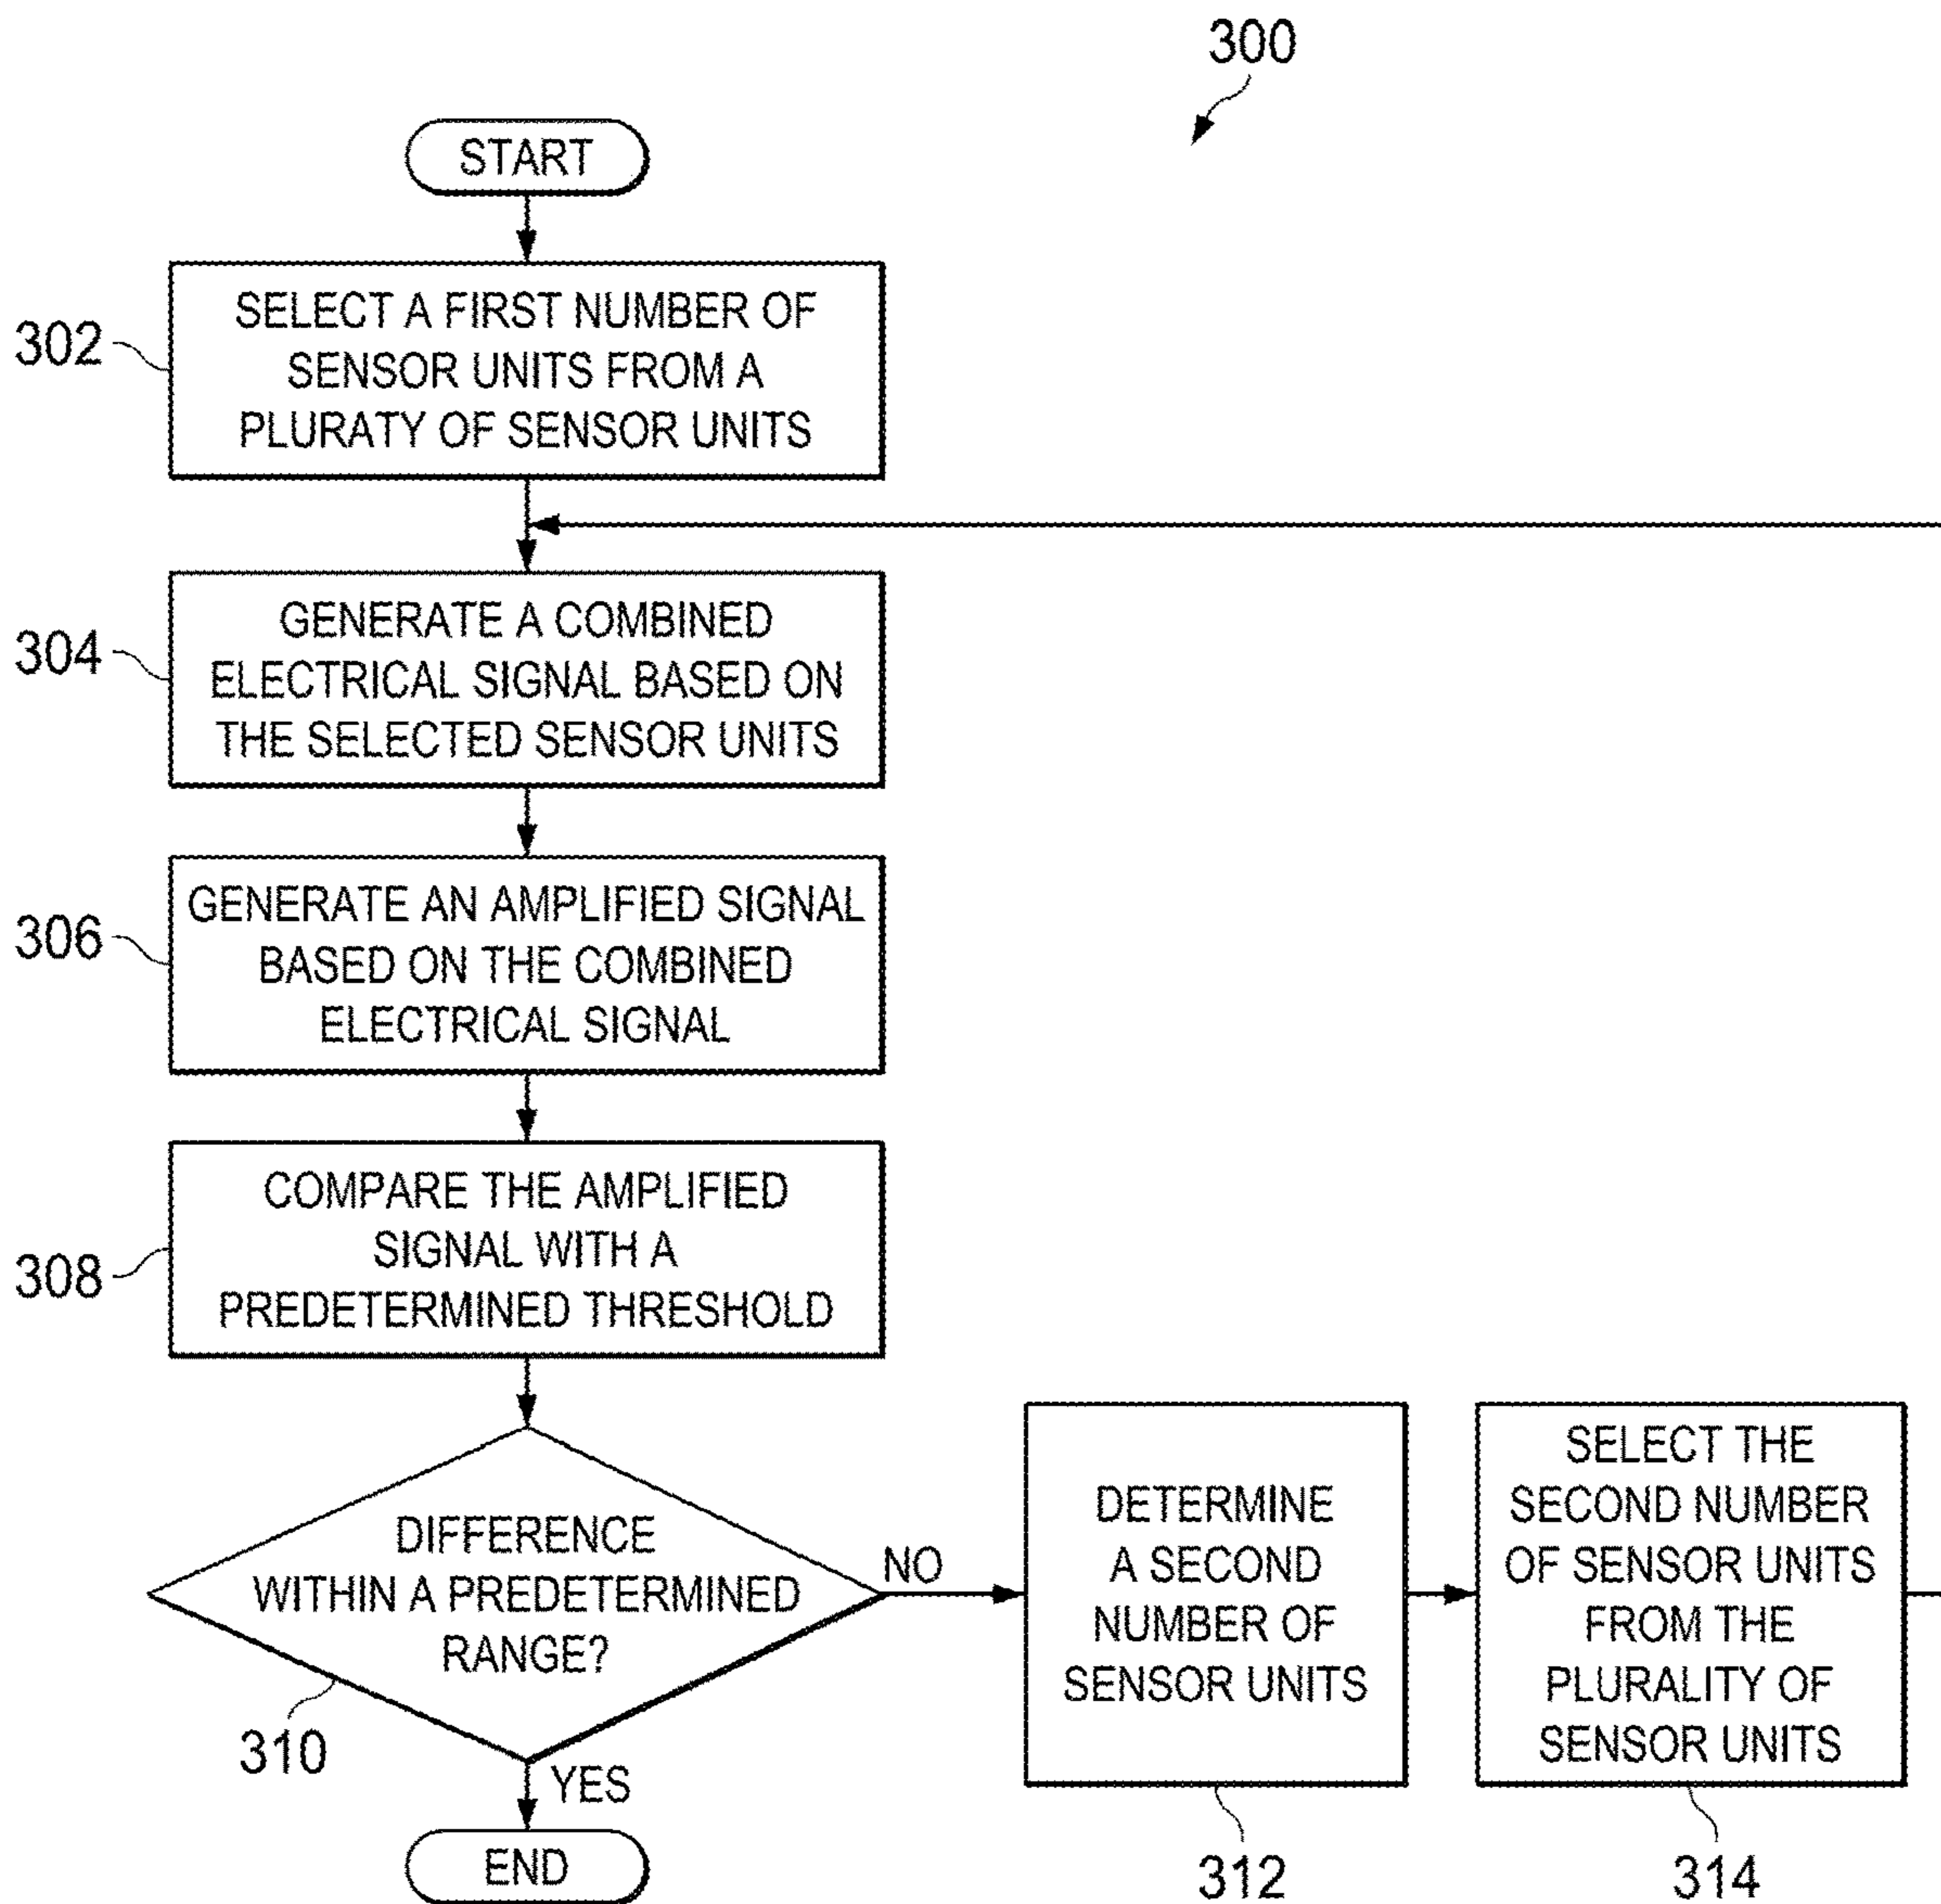 300
START
302
SELECT A FIRST NUMBER OF
SENSOR UNITS FROM A
PLURATY OF SENSOR UNITS
304
GENERATE A COMBINED
ELECTRICAL SIGNAL BASED ON
THE SELECTED SENSOR UNITS
306
GENERATE AN AMPLIFIED SIGNAL
BASED ON THE COMBINED
ELECTRICAL SIGNAL
308
COMPARE THE AMPLIFIED
SIGNAL WITH A
PREDETERMINED THRESHOLD
DIFFERENCE
WITHIN A PREDETERMINED
RANGE?
310
NO
YES
END
DETERMINE
A SECOND
NUMBER OF
SENSOR UNITS
312
SELECT THE
SECOND NUMBER
OF SENSOR UNITS
FROM THE
PLURALITY OF
SENSOR UNITS
314